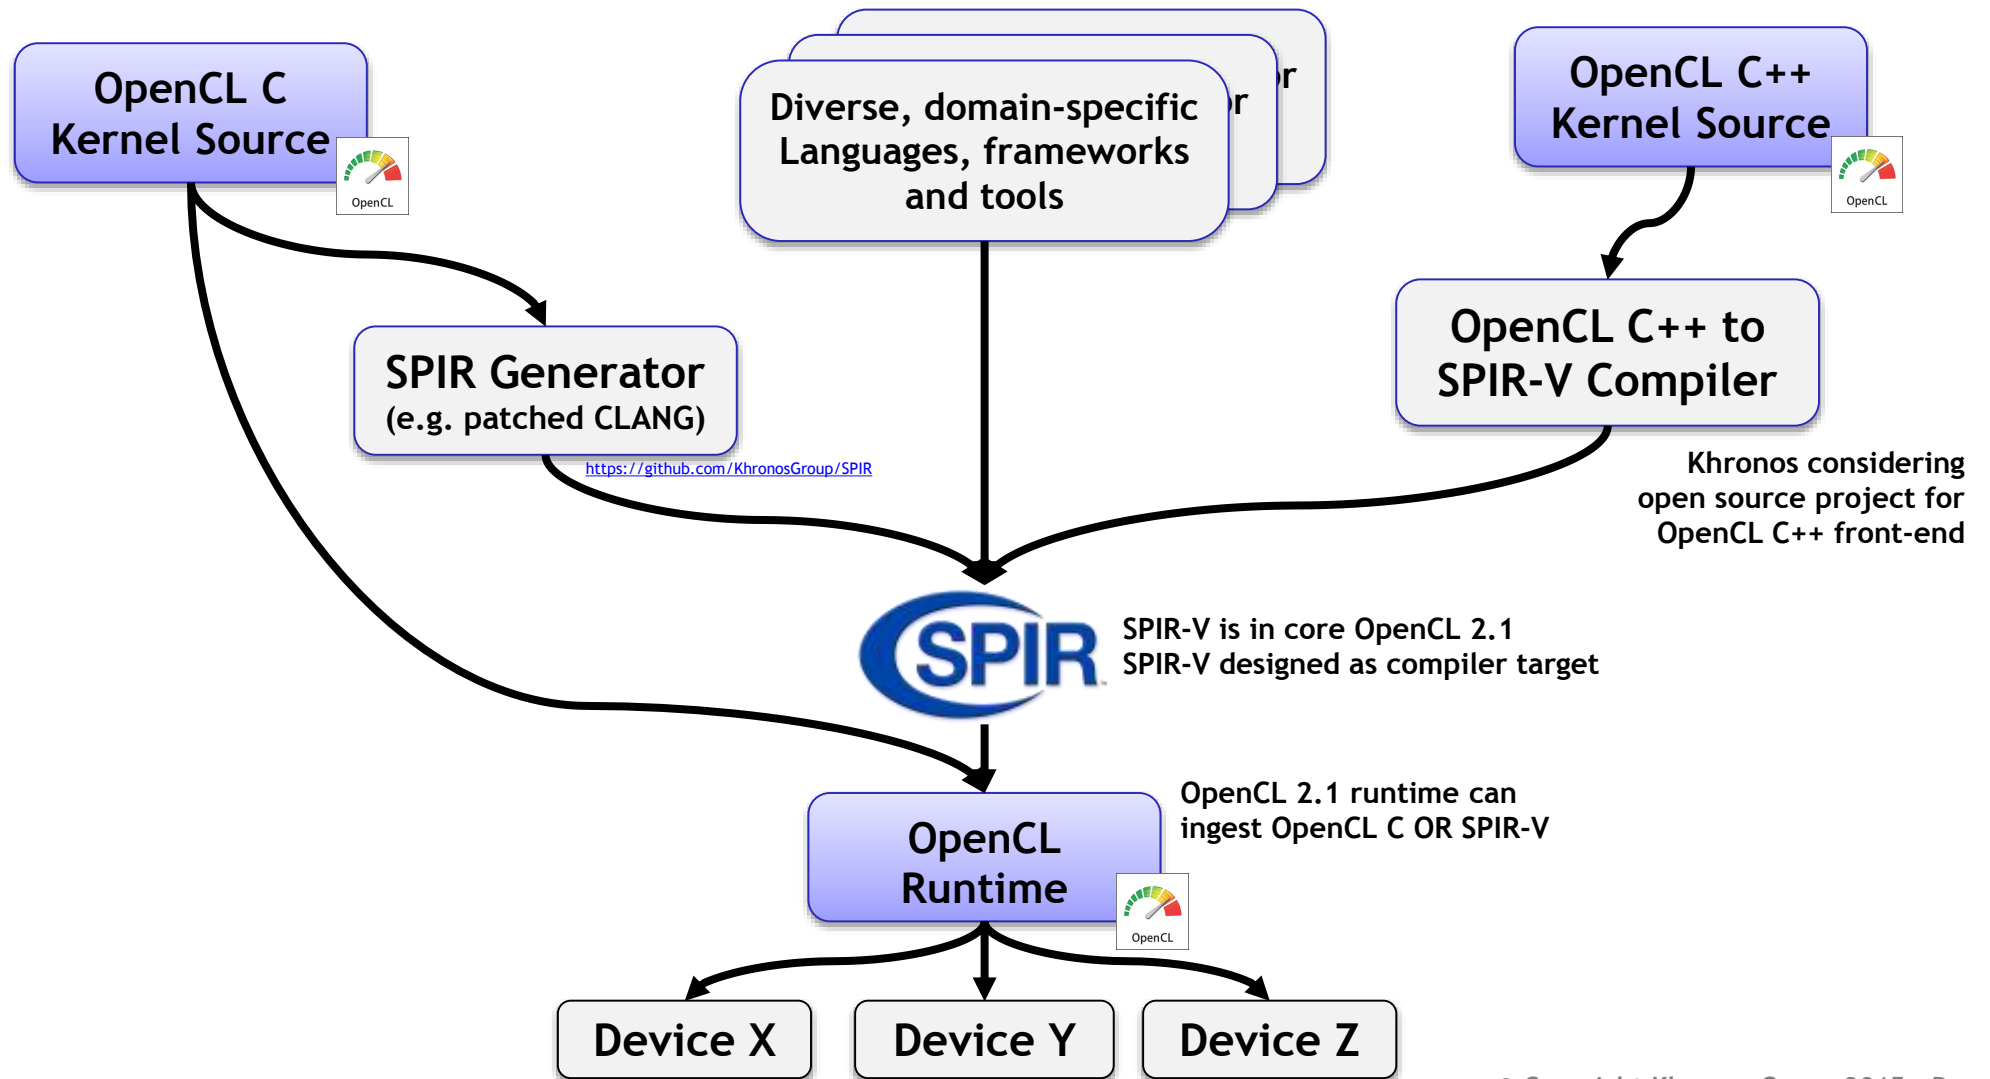 OpenCL C
Kernel Source
OpenCL
Diverse, domain-specific
Languages, frameworks
and tools
or
or
OpenCL C++
Kernel Source
OpenCL
SPIR Generator
(e.g. patched CLANG)
https://github.com/KhronosGroup/SPIR
OpenCL C++ to
SPIR-V Compiler
Khronos considering
open source project for
OpenCL C++ front-end
SPIR
SPIR-V is in core OpenCL 2.1
SPIR-V designed as compiler target
OpenCL 2.1 runtime can
ingest OpenCL C OR SPIR-V
OpenCL
Runtime
OpenCL
Device X
Device Y
Device Z